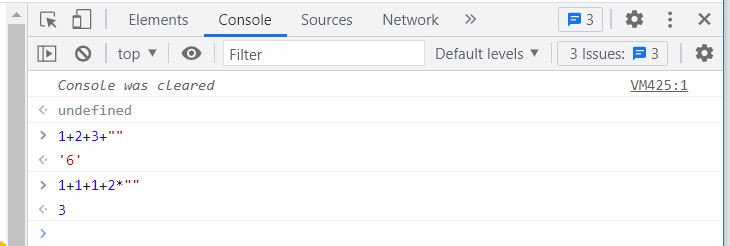 Elements Console Sources Network » 3
top ▼ Filter Default levels ▼ 3 Issues: 3
Console was cleared VM425:1
undefined
> 1+2+3+""
'6'
> 1+1+1+2*""
3
>